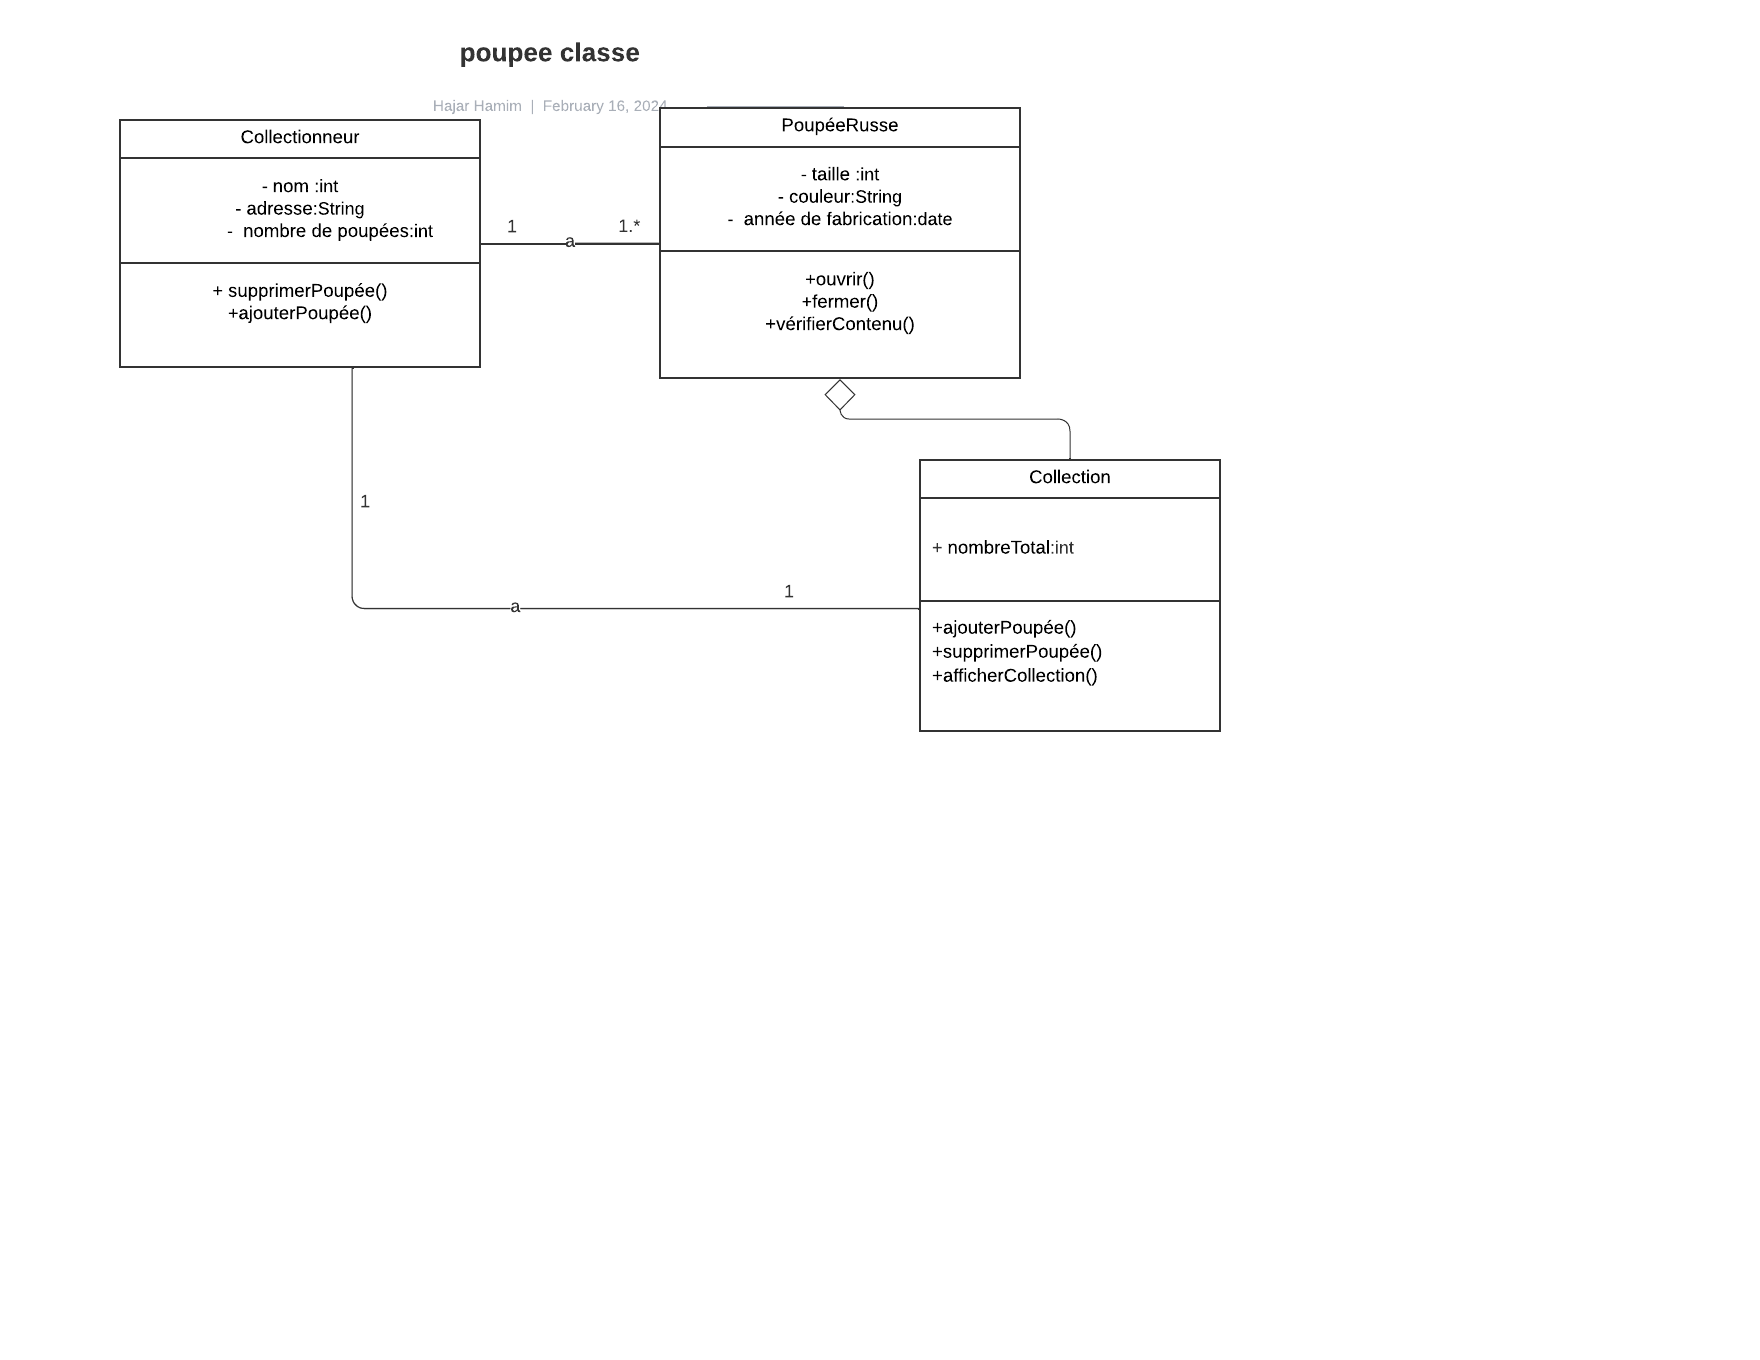 poupee classe
Hajar Hamim | February 16, 2024
Collectionneur
- nom :int
- adresse:String
- nombre de poupées:int
+ supprimerPoupée()
+ajouterPoupée()
1
a
1.*
PoupéeRusse
- taille :int
- couleur:String
- année de fabrication:date
+ouvrir()
+fermer()
+vérifierContenu()
1
a
1
Collection
+ nombreTotal:int
+ajouterPoupée()
+supprimerPoupée()
+afficherCollection()